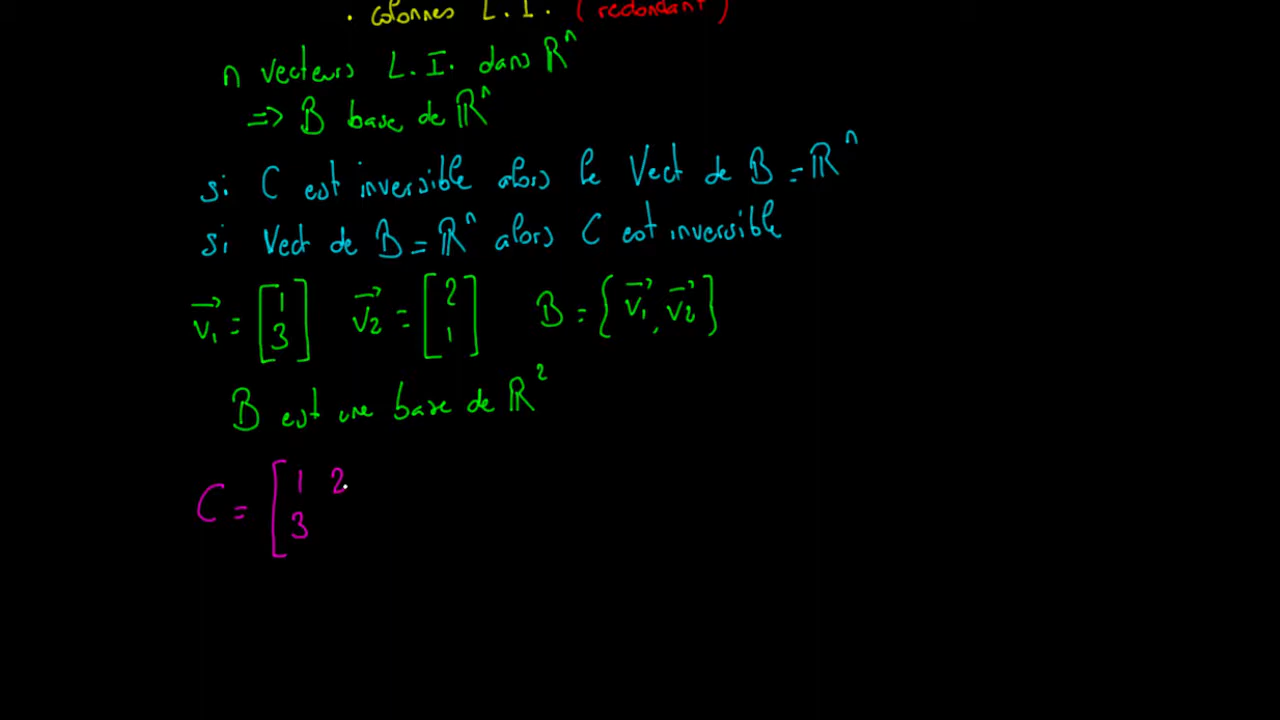 • colonnes L.I. (redondant)
n vecteurs L.I. dans ℝⁿ
=> B base de ℝⁿ
si C est inversible alors le Vect de B = ℝⁿ
si Vect de B = ℝⁿ alors C est inversible
v₁⃗ = [1 3] v₂⃗ = [2 1] B = {v₁⃗, v₂⃗}
B est une base de ℝ²
C = [1 2
3